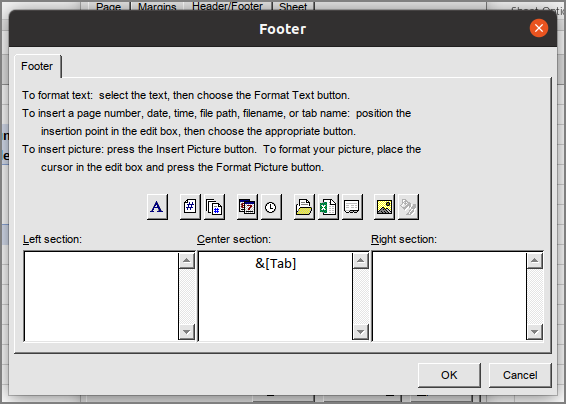 Page Margins Header/Footer Sheet
Footer
Footer
To format text: select the text, then choose the Format Text button.
To insert a page number, date, time, file path, filename, or tab name: position the
insertion point in the edit box, then choose the appropriate button.
To insert picture: press the Insert Picture button. To format your picture, place the
cursor in the edit box and press the Format Picture button.
A
Left section: Center section: Right section:
&[Tab]
OK Cancel